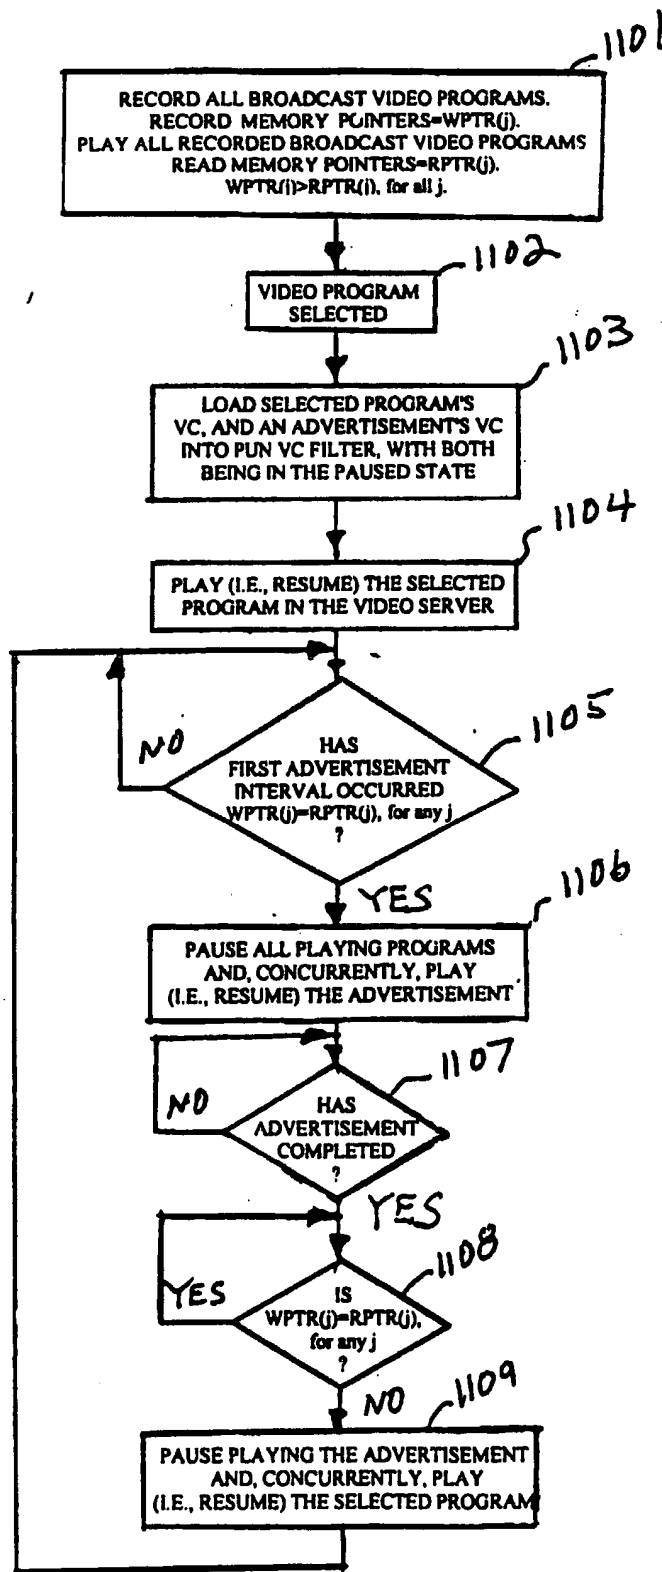 1101
RECORD ALL BROADCAST VIDEO PROGRAMS.
RECORD MEMORY POINTERS=WPTR(j).
PLAY ALL RECORDED BROADCAST VIDEO PROGRAMS
READ MEMORY POINTERS=RPTR(j).
WPTR(j)>RPTR(j), for all j.
1102
VIDEO PROGRAM
SELECTED
1103
LOAD SELECTED PROGRAM'S
VC, AND AN ADVERTISEMENT'S VC
INTO PUN VC FILTER, WITH BOTH
BEING IN THE PAUSED STATE
1104
PLAY (I.E., RESUME) THE SELECTED
PROGRAM IN THE VIDEO SERVER
1105
NO
HAS
FIRST ADVERTISEMENT
INTERVAL OCCURRED
WPTR(j)=RPTR(j), for any j
?
YES
1106
PAUSE ALL PLAYING PROGRAMS
AND, CONCURRENTLY, PLAY
(I.E., RESUME) THE ADVERTISEMENT
1107
NO
HAS
ADVERTISEMENT
COMPLETED
?
YES
1108
YES
IS
WPTR(j)=RPTR(j),
for any j
?
NO
1109
PAUSE PLAYING THE ADVERTISEMENT
AND, CONCURRENTLY, PLAY
(I.E., RESUME) THE SELECTED PROGRAM